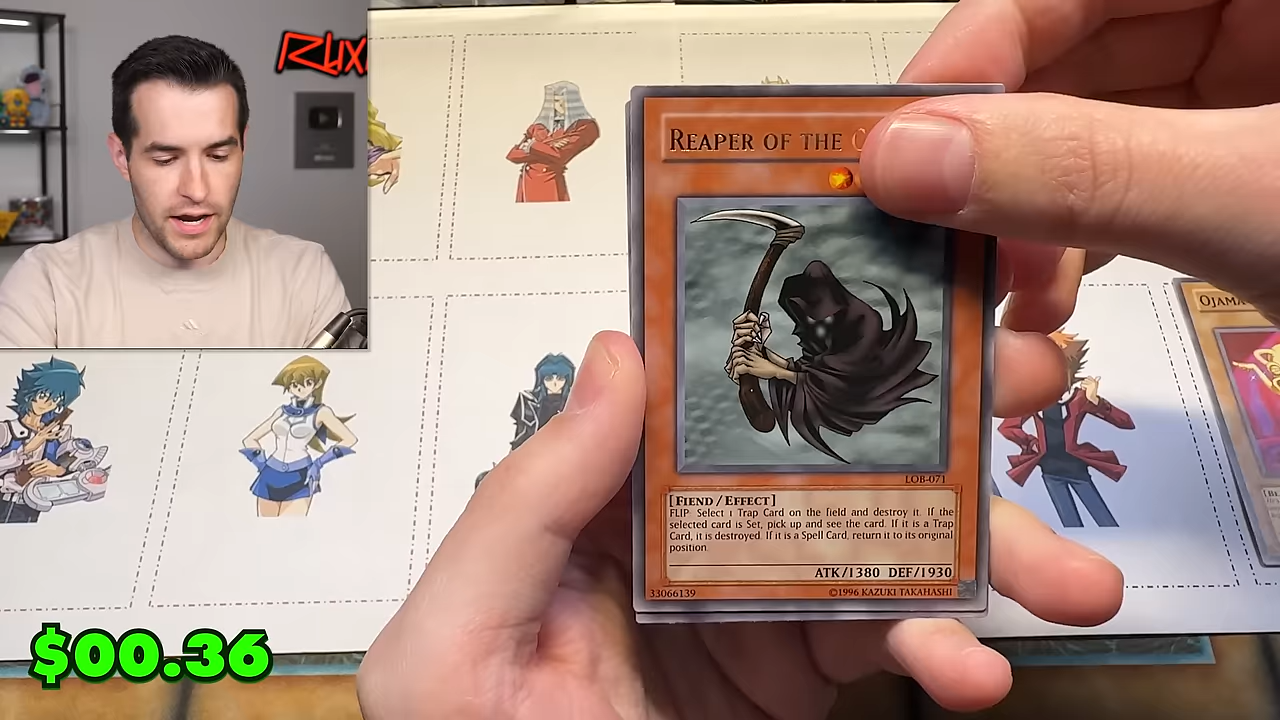 REAPER OF THE
LOB-071
[FIEND/EFFECT]
FLIP: Select 1 Trap Card on the field and destroy it. If the
selected card is Set, pick up and see the card. If it is a Trap
Card, it is destroyed. If it is a Spell Card, return it to its original
position.
ATK/1380 DEF/1930
33066139
©1996 KAZUKI TAKAHASHI
OJAMA
$00.36